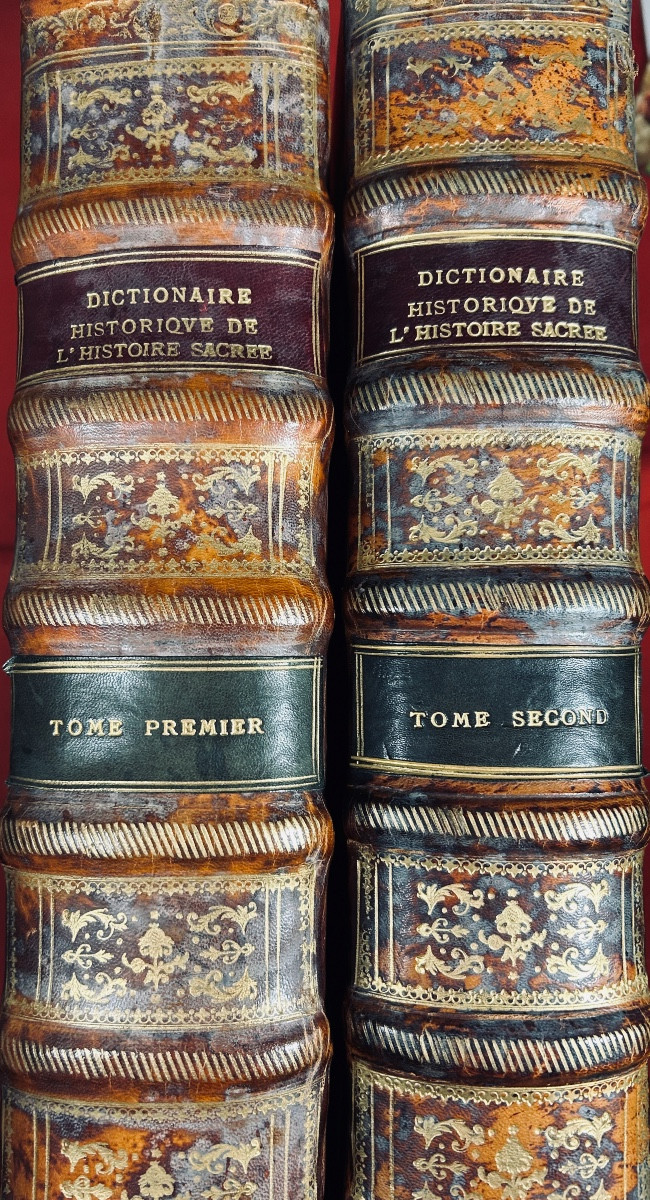 DICTIONAIRE
HISTORIQVE DE
L' HISTOIRE SACREE
TOME PREMIER
DICTIONAIRE
HISTORIQVE DE
L' HISTOIRE SACREE
TOME SECOND